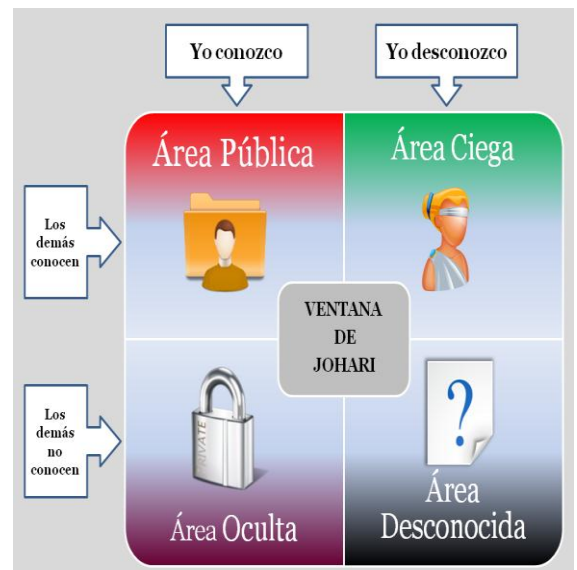 Yo conozco
Yo desconozco
Área Pública
Área Ciega
Los
demás
conocen
VENTANA
DE
JOHARI
Los
demás
no
conocen
PRIVATE
Área Oculta
?
Área
Desconocida